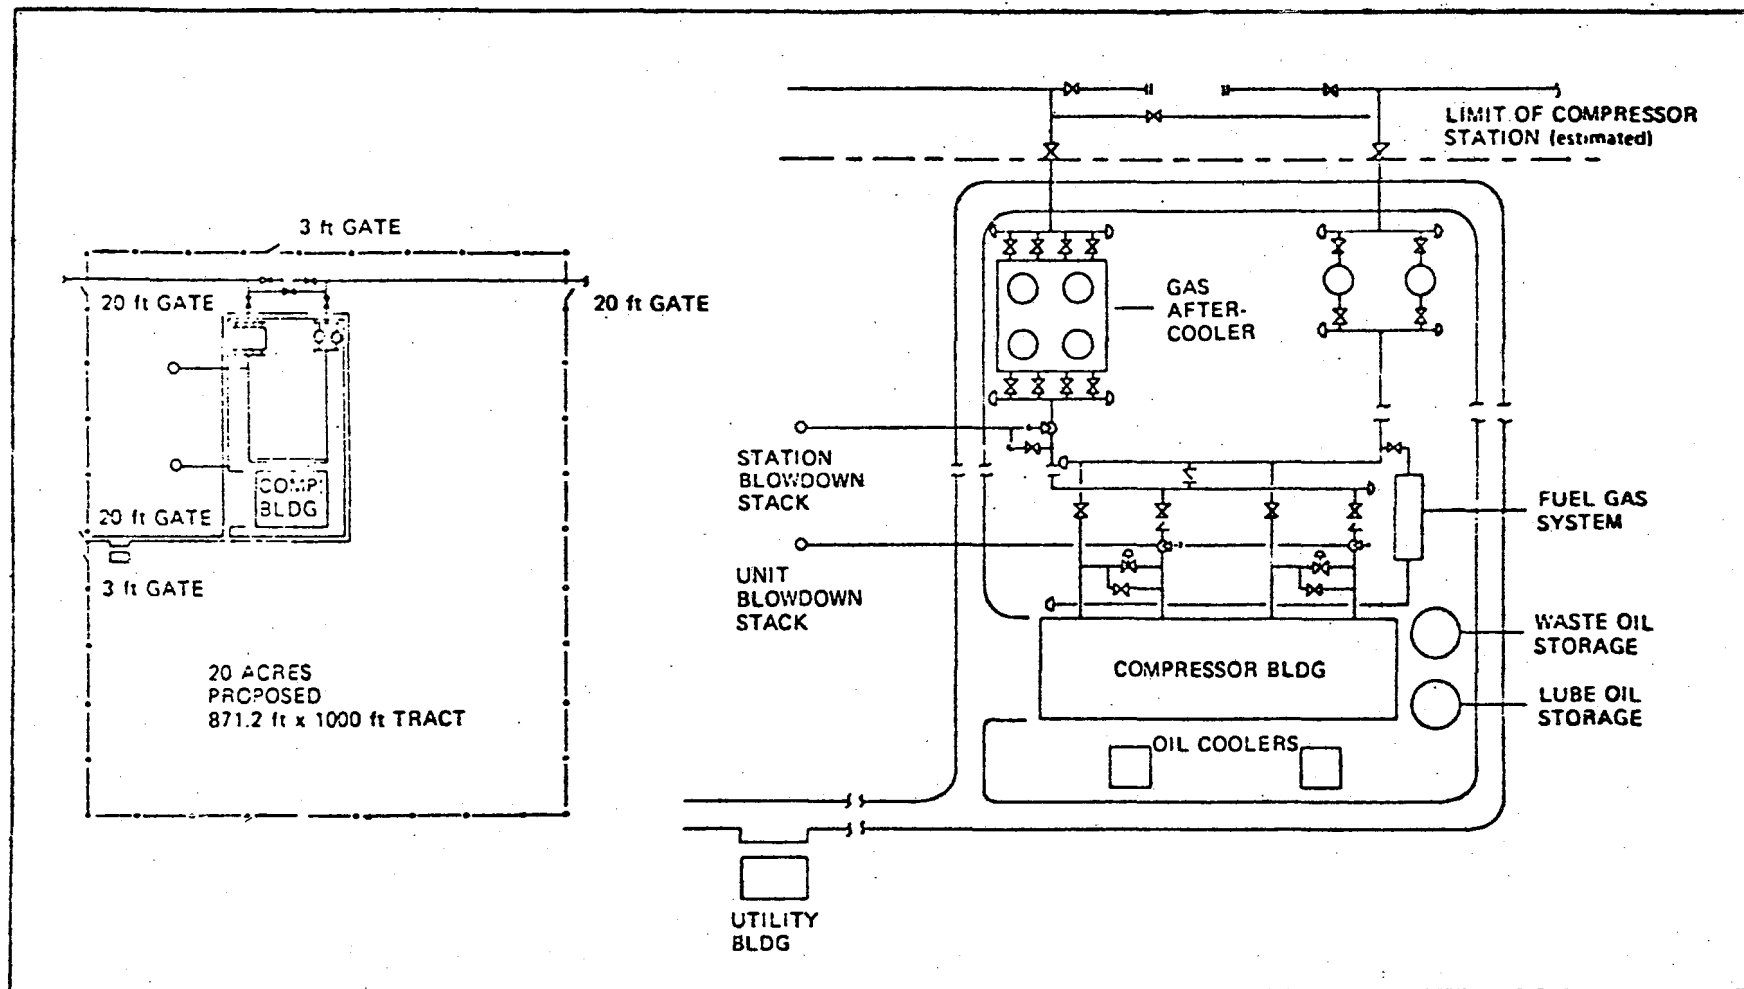 3 ft GATE
20 ft GATE
20 ft GATE
COMP.
BLDG
20 ft GATE
3 ft GATE
20 ACRES
PROPOSED
871.2 ft x 1000 ft TRACT
LIMIT OF COMPRESSOR
STATION (estimated)
GAS
AFTER-
COOLER
STATION
BLOWDOWN
STACK
FUEL GAS
SYSTEM
UNIT
BLOWDOWN
STACK
WASTE OIL
STORAGE
COMPRESSOR BLDG
LUBE OIL
STORAGE
OIL COOLERS
UTILITY
BLDG